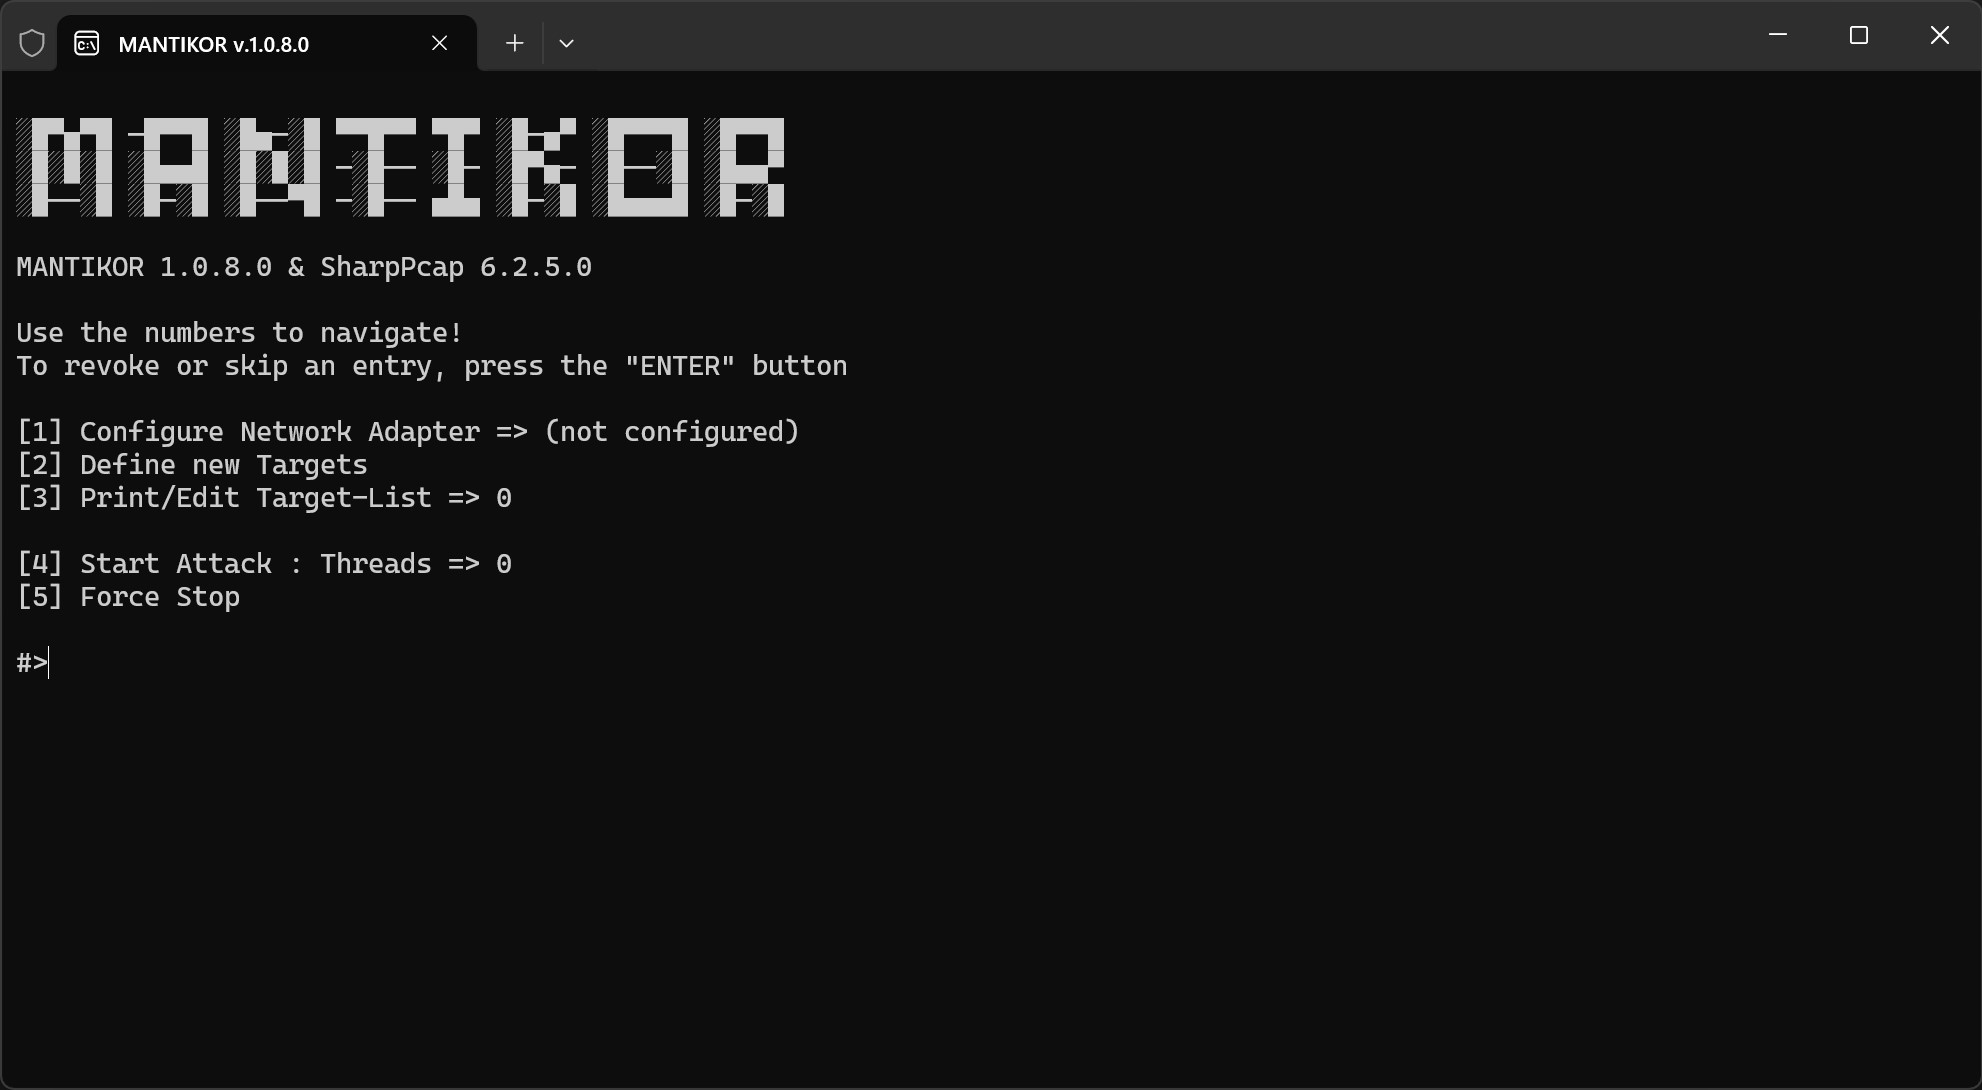 MANTIKOR v.1.0.8.0
MANTIKOR
MANTIKOR 1.0.8.0 & SharpPcap 6.2.5.0
Use the numbers to navigate!
To revoke or skip an entry, press the "ENTER" button
[1] Configure Network Adapter => (not configured)
[2] Define new Targets
[3] Print/Edit Target-List => 0
[4] Start Attack : Threads => 0
[5] Force Stop
#>